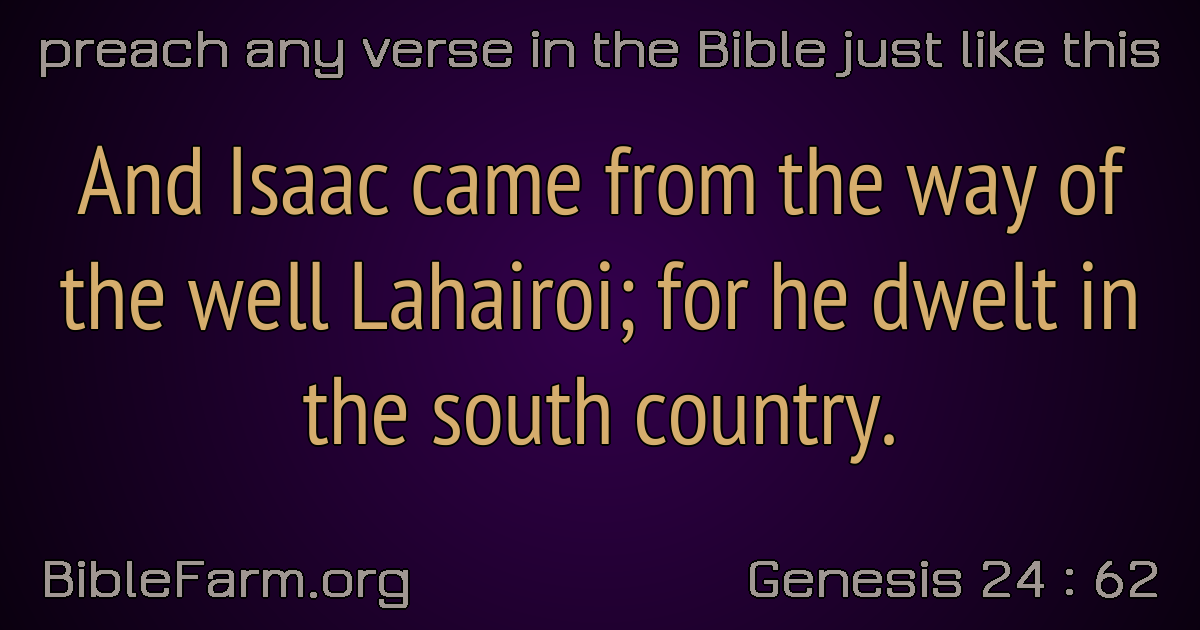 preach any verse in the Bible just like this
And Isaac came from the way of
the well Lahairoi; for he dwelt in
the south country.
BibleFarm.org
Genesis 24 : 62